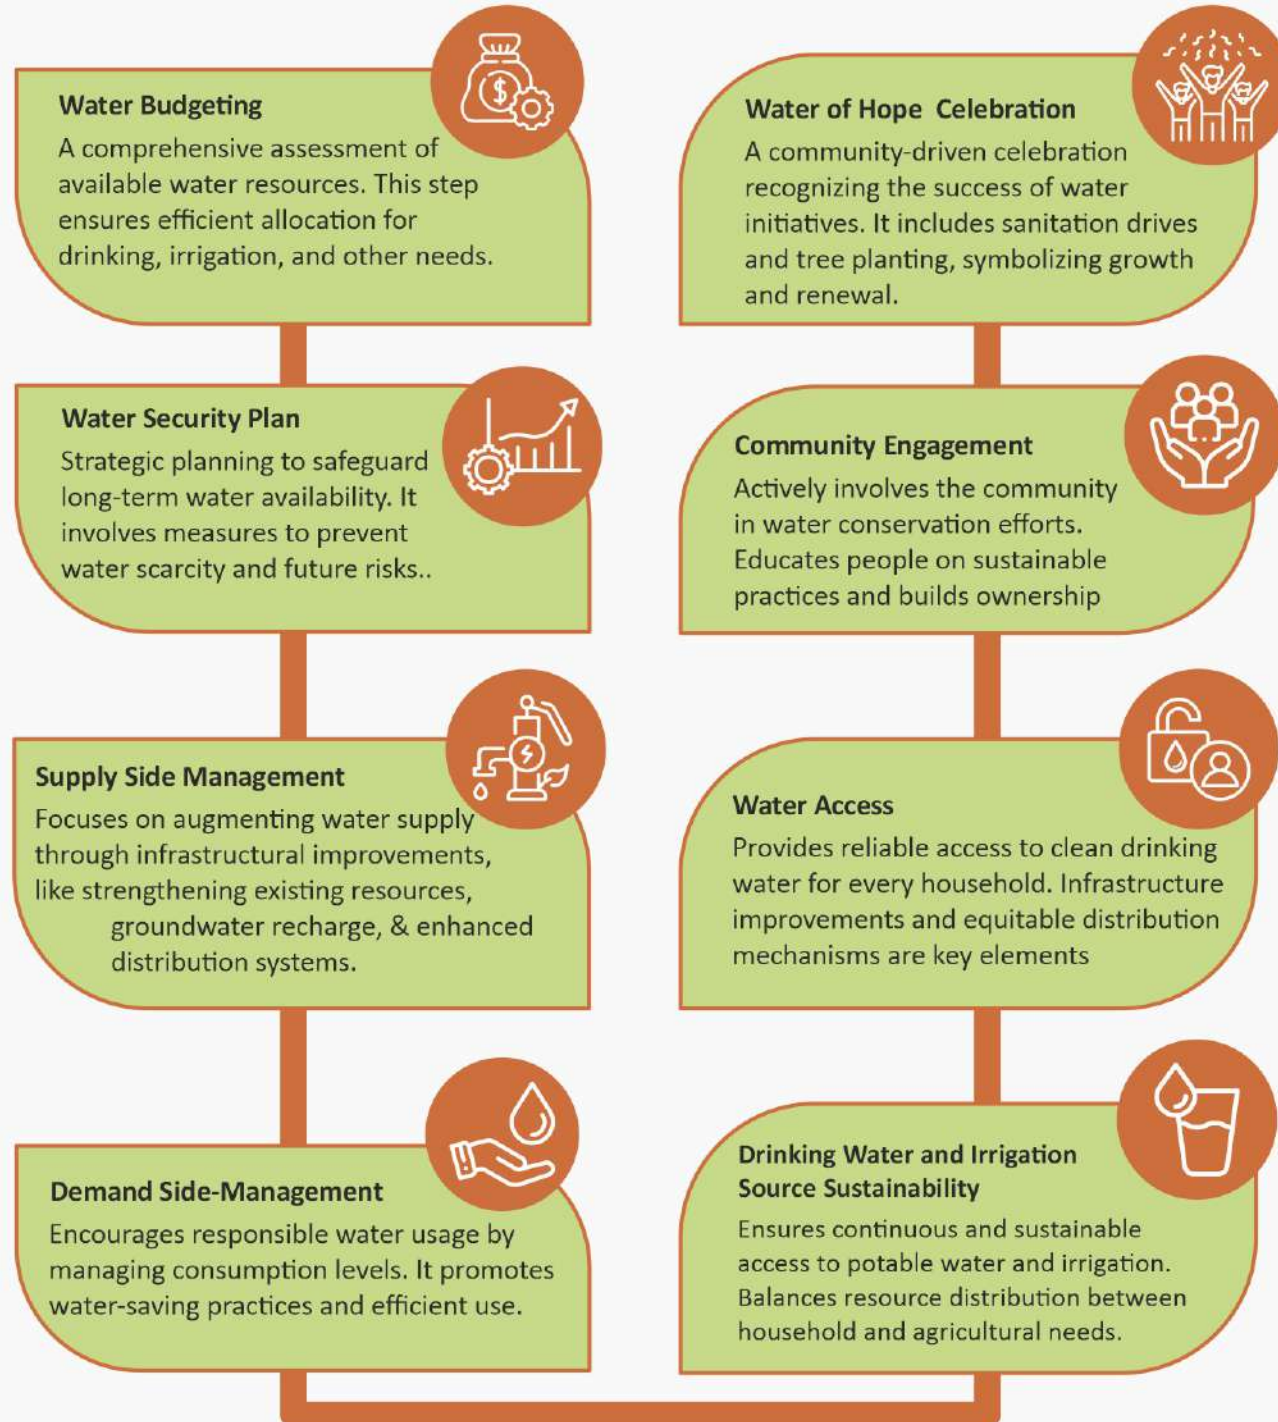 Water Budgeting
A comprehensive assessment of
available water resources. This step
ensures efficient allocation for
drinking, irrigation, and other needs.
Water Security Plan
Strategic planning to safeguard
long-term water availability. It
involves measures to prevent
water scarcity and future risks..
Supply Side Management
Focuses on augmenting water supply
through infrastructural improvements,
like strengthening existing resources,
groundwater recharge, & enhanced
distribution systems.
Demand Side-Management
Encourages responsible water usage by
managing consumption levels. It promotes
water-saving practices and efficient use.
Drinking Water and Irrigation
Source Sustainability
Ensures continuous and sustainable
access to potable water and irrigation.
Balances resource distribution between
household and agricultural needs.
Water Access
Provides reliable access to clean drinking
water for every household. Infrastructure
improvements and equitable distribution
mechanisms are key elements
Community Engagement
Actively involves the community
in water conservation efforts.
Educates people on sustainable
practices and builds ownership
Water of Hope  Celebration
A community-driven celebration
recognizing the success of water
initiatives. It includes sanitation drives
and tree planting, symbolizing growth
and renewal.